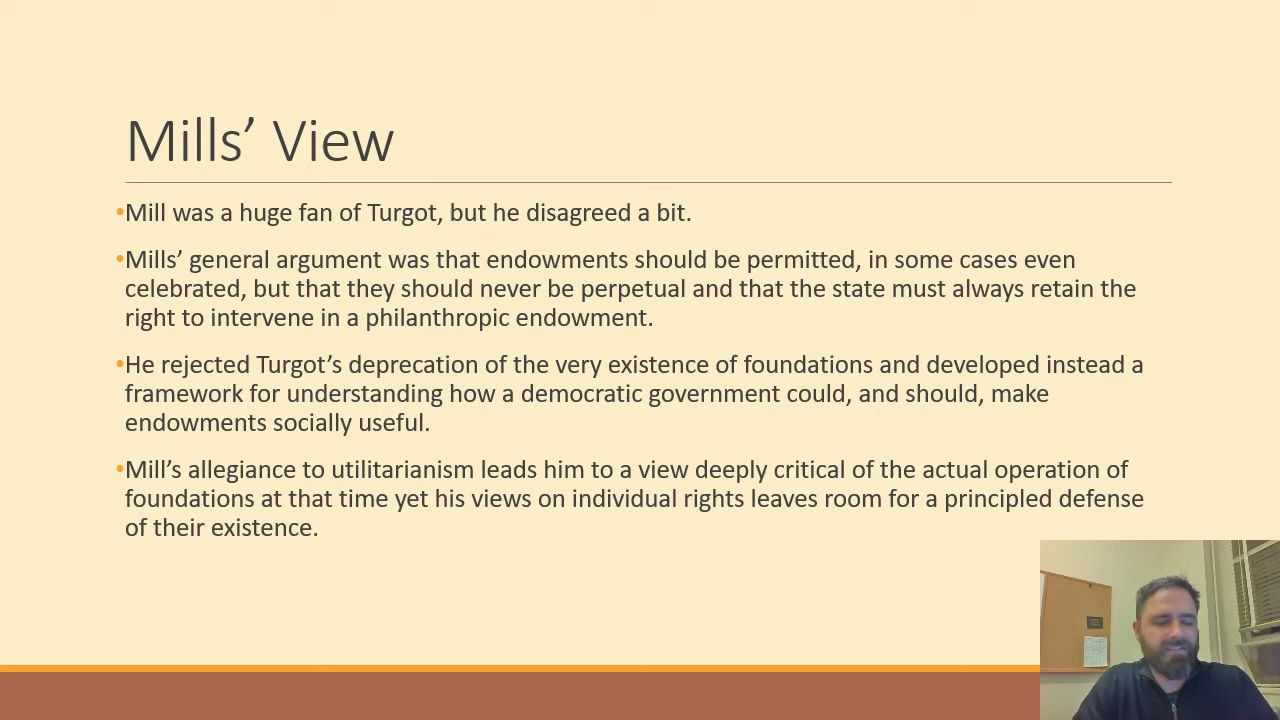 Mills’ View
•Mill was a huge fan of Turgot, but he disagreed a bit.
•Mills’ general argument was that endowments should be permitted, in some cases even
celebrated, but that they should never be perpetual and that the state must always retain the
right to intervene in a philanthropic endowment.
•He rejected Turgot’s deprecation of the very existence of foundations and developed instead a
framework for understanding how a democratic government could, and should, make
endowments socially useful.
•Mill’s allegiance to utilitarianism leads him to a view deeply critical of the actual operation of
foundations at that time yet his views on individual rights leaves room for a principled defense
of their existence.